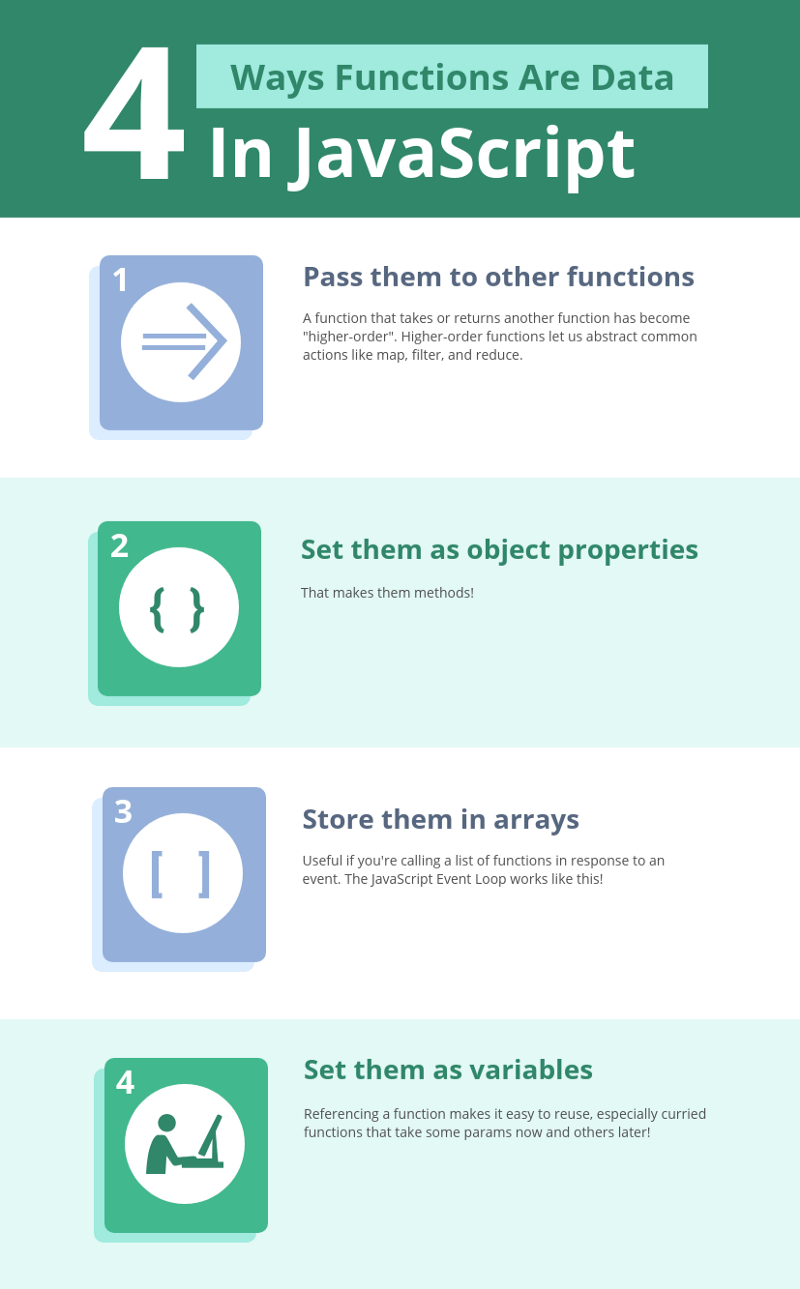 4
Ways Functions Are Data
In JavaScript
1
Pass them to other functions
A function that takes or returns another function has become
"higher-order". Higher-order functions let us abstract common
actions like map, filter, and reduce.
2
{ }
Set them as object properties
That makes them methods!
3
[ ]
Store them in arrays
Useful if you're calling a list of functions in response to an
event. The JavaScript Event Loop works like this!
4
Set them as variables
Referencing a function makes it easy to reuse, especially curried
functions that take some params now and others later!